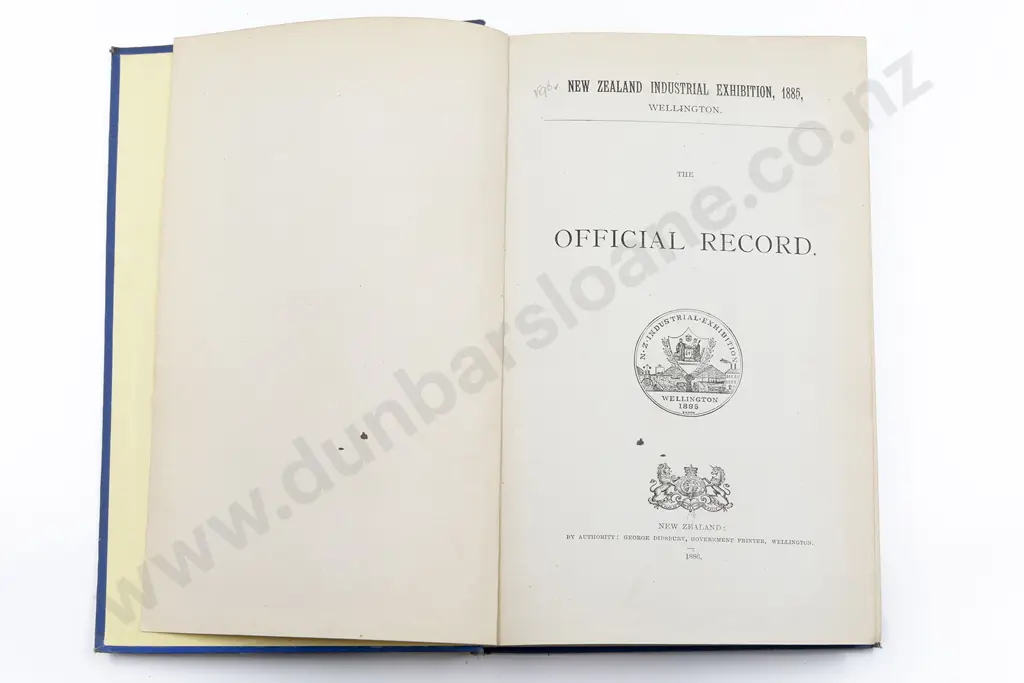 NEW ZEALAND INDUSTRIAL EXHIBITION, 1885,
WELLINGTON.
THE
OFFICIAL RECORD.
N·Z·INDUSTRIAL·EXHIBITION
WELLINGTON
1885
NEW ZEALAND:
BY AUTHORITY: GEORGE DIDSBURY, GOVERNMENT PRINTER, WELLINGTON.
1886.
www.dunbarsloane.co.nz